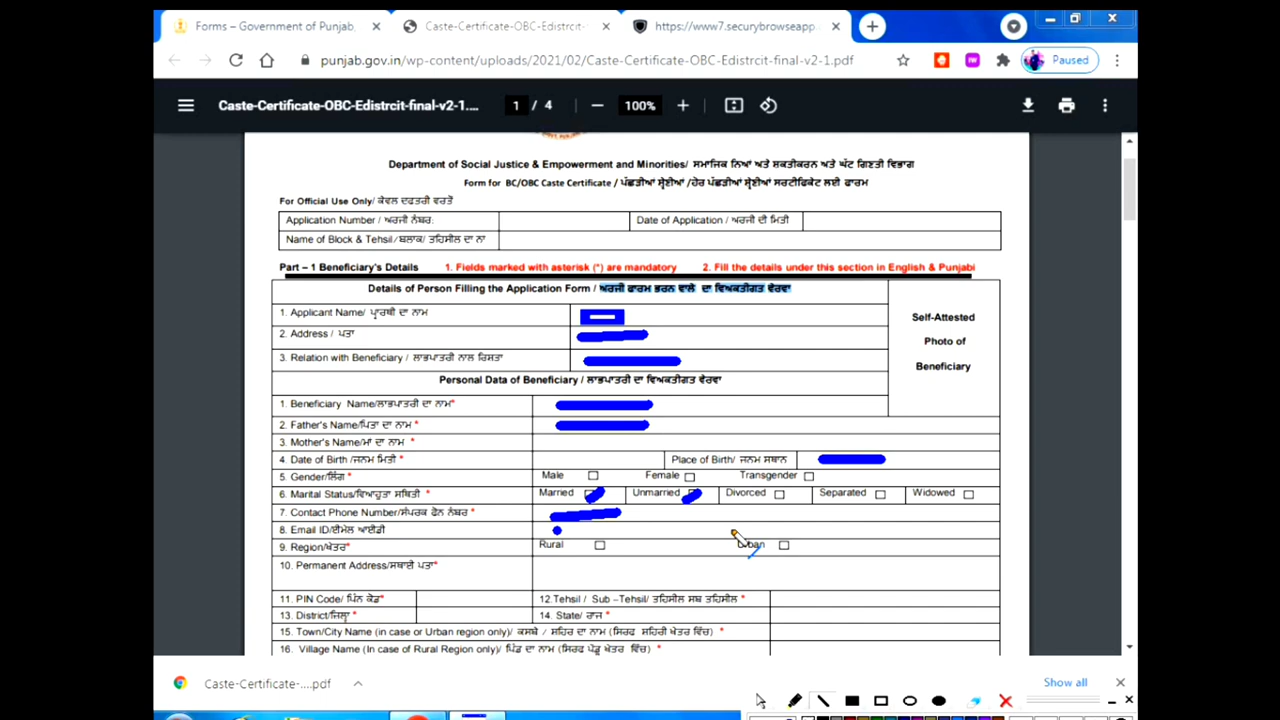 Forms – Government of Punjab,
Caste-Certificate-OBC-Edistrcit-
https://www7.securybrowseapp.
punjab.gov.in/wp-content/uploads/2021/02/Caste-Certificate-OBC-Edistrcit-final-v2-1.pdf
Paused
Caste-Certificate-OBC-Edistrcit-final-v2-1....
1 / 4
100%
Department of Social Justice & Empowerment and Minorities/ ਸਮਾਜਿਕ ਨਿਆ ਅਤੇ ਸ਼ਕਤੀਕਰਨ ਅਤੇ ਘੱਟ ਗਿਣਤੀ ਵਿਭਾਗ
Form for BC/OBC Caste Certificate / ਪੱਛੜੀਆਂ ਸ਼੍ਰੇਣੀਆਂ /ਹੋਰ ਪੱਛੜੀਆਂ ਸ਼੍ਰੇਣੀਆਂ ਸਰਟੀਫਿਕੇਟ ਲਈ ਫਾਰਮ
For Official Use Only/ ਕੇਵਲ ਦਫਤਰੀ ਵਰਤੋਂ
Application Number / ਅਰਜੀ ਨੰਬਰ: Date of Application / ਅਰਜੀ ਦੀ ਮਿਤੀ
Name of Block & Tehsil/ਬਲਾਕ/ ਤਹਿਸੀਲ ਦਾ ਨਾ
Part – 1 Beneficiary's Details 1. Fields marked with asterisk (*) are mandatory 2. Fill the details under this section in English & Punjabi
Details of Person Filling the Application Form / ਅਰਜੀ ਫਾਰਮ ਭਰਨ ਵਾਲੇ ਦਾ ਵਿਅਕਤੀਗਤ ਵੇਰਵਾ
1. Applicant Name/ ਪ੍ਰਾਰਥੀ ਦਾ ਨਾਮ
2. Address / ਪਤਾ
3. Relation with Beneficiary / ਲਾਭਪਾਤਰੀ ਨਾਲ ਰਿਸਤਾ
Self-Attested
Photo of
Beneficiary
Personal Data of Beneficiary / ਲਾਭਪਾਤਰੀ ਦਾ ਵਿਅਕਤੀਗਤ ਵੇਰਵਾ
1. Beneficiary Name/ਲਾਭਪਾਤਰੀ ਦਾ ਨਾਮ*
2. Father's Name/ਪਿਤਾ ਦਾ ਨਾਮ *
3. Mother's Name/ਮਾਂ ਦਾ ਨਾਮ *
4. Date of Birth /ਜਨਮ ਮਿਤੀ * Place of Birth/ ਜਨਮ ਸਥਾਨ
5. Gender/ਲਿੰਗ * Male Female Transgender
6. Marital Status/ਵਿਆਹੁਤਾ ਸਥਿਤੀ * Married Unmarried Divorced Separated Widowed
7. Contact Phone Number/ਸੰਪਰਕ ਫੋਨ ਨੰਬਰ *
8. Email ID/ਈਮੇਲ ਆਈਡੀ
9. Region/ਖੇਤਰ* Rural Urban
10. Permanent Address/ਸਥਾਈ ਪਤਾ*
11. PIN Code/ ਪਿੰਨ ਕੋਡ* 12.Tehsil / Sub –Tehsil/ ਤਹਿਸੀਲ ਸਬ ਤਹਿਸੀਲ *
13. District/ਜਿਲ੍ਹਾ * 14. State/ ਰਾਜ *
15. Town/City Name (in case or Urban region only)/ ਕਸਬੇ / ਸ਼ਹਿਰ ਦਾ ਨਾਮ (ਸਿਰਫ ਸ਼ਹਿਰੀ ਖੇਤਰ ਵਿੱਚ) *
16. Village Name (In case of Rural Region only)/ ਪਿੰਡ ਦਾ ਨਾਮ (ਸਿਰਫ ਪੇਂਡੂ ਖੇਤਰ ਵਿੱਚ) *
Caste-Certificate-....pdf
Show all